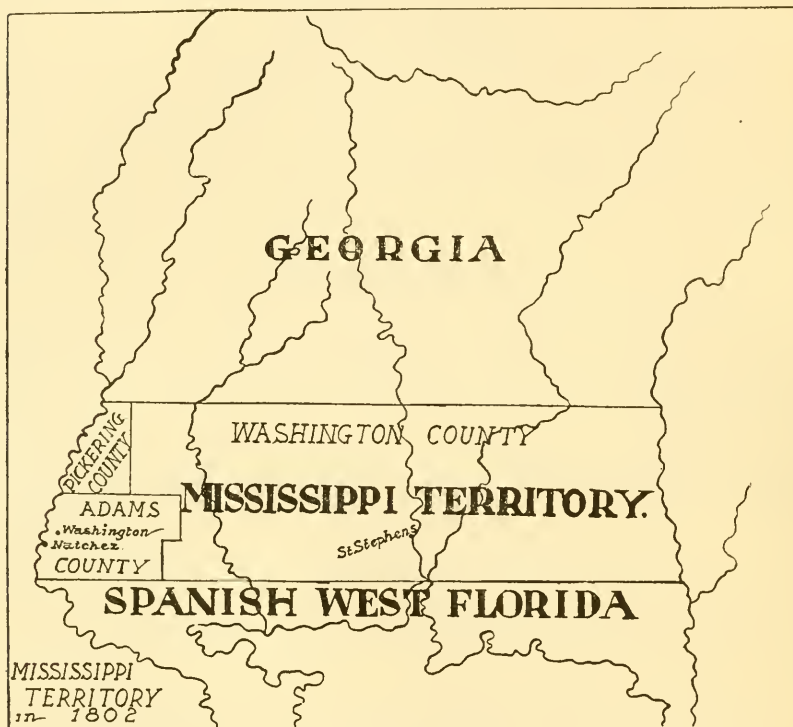 GEORGIA
WASHINGTON COUNTY
PICKERING
COUNTY
MISSISSIPPI TERRITORY.
ADAMS
Washington
Natchez
COUNTY
St Stephens
SPANISH WEST FLORIDA
MISSISSIPPI
TERRITORY
in 1802